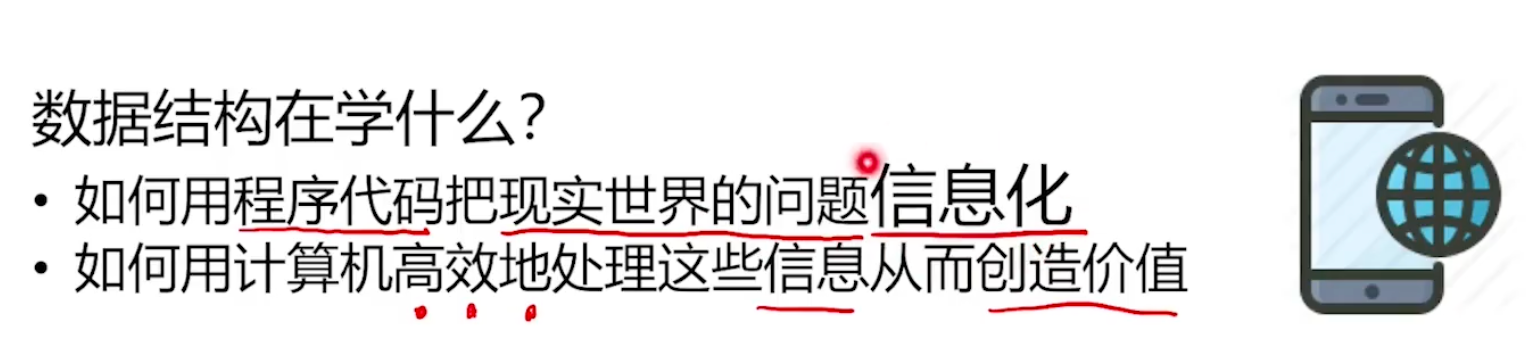 数据结构在学什么？
• 如何用程序代码把现实世界的问题信息化
• 如何用计算机高效地处理这些信息从而创造价值